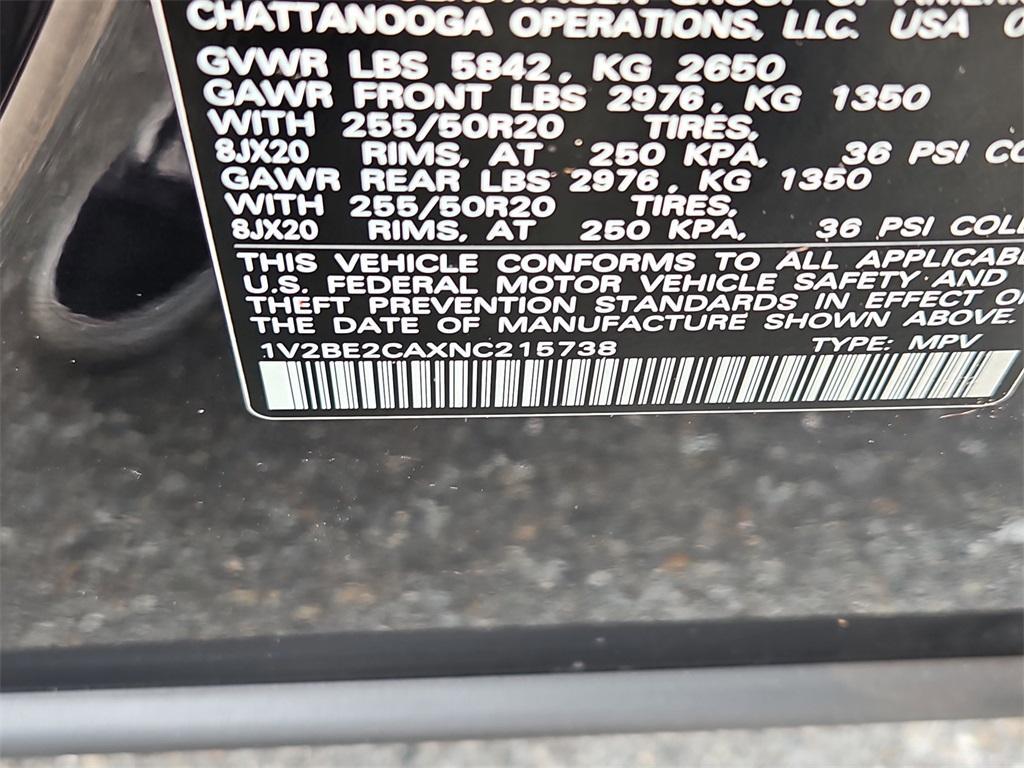 CHATTANOOGA OPERATIONS, LLC. USA
GVWR LBS 5842, KG 2650
GAWR FRONT LBS 2976, KG 1350
WITH 255/50R20 TIRES,
8JX20 RIMS, AT 250 KPA, 36 PSI CO
GAWR REAR LBS 2976, KG 1350
WITH 255/50R20 TIRES,
8JX20 RIMS, AT 250 KPA, 36 PSI COL
THIS VEHICLE CONFORMS TO ALL APPLICAB
U.S. FEDERAL MOTOR VEHICLE SAFETY AND
THEFT PREVENTION STANDARDS IN EFFECT O
THE DATE OF MANUFACTURE SHOWN ABOVE.
1V2BE2CAXNC215738 TYPE: MPV